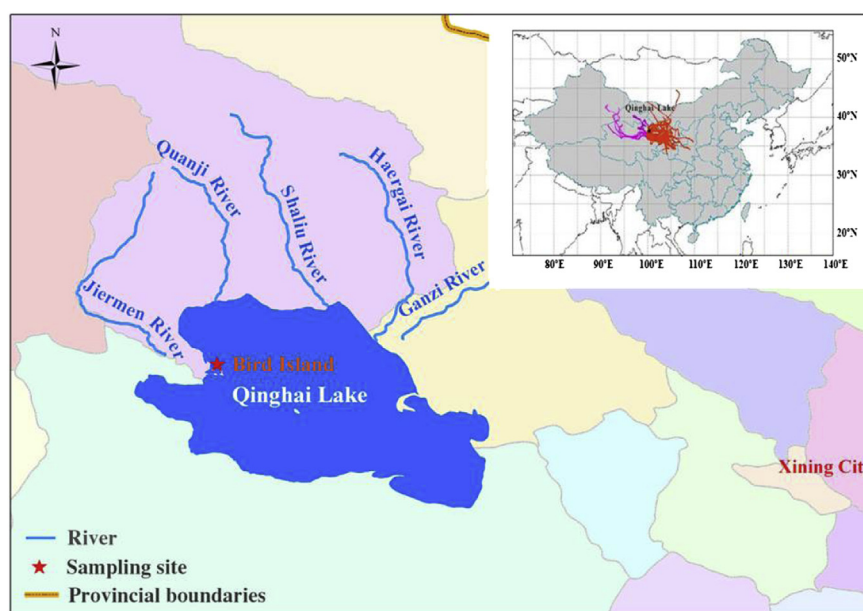 N
Quanji River
Shaliu River
Haergai River
Ganzi River
Jiermen River
Bird Island
Qinghai Lake
Xining Cit
River
Sampling site
Provincial boundaries
Qinghai Lake
50°N
40°N
30°N
20°N
80°E 90°E 100°E 110°E 120°E 130°E 140°E